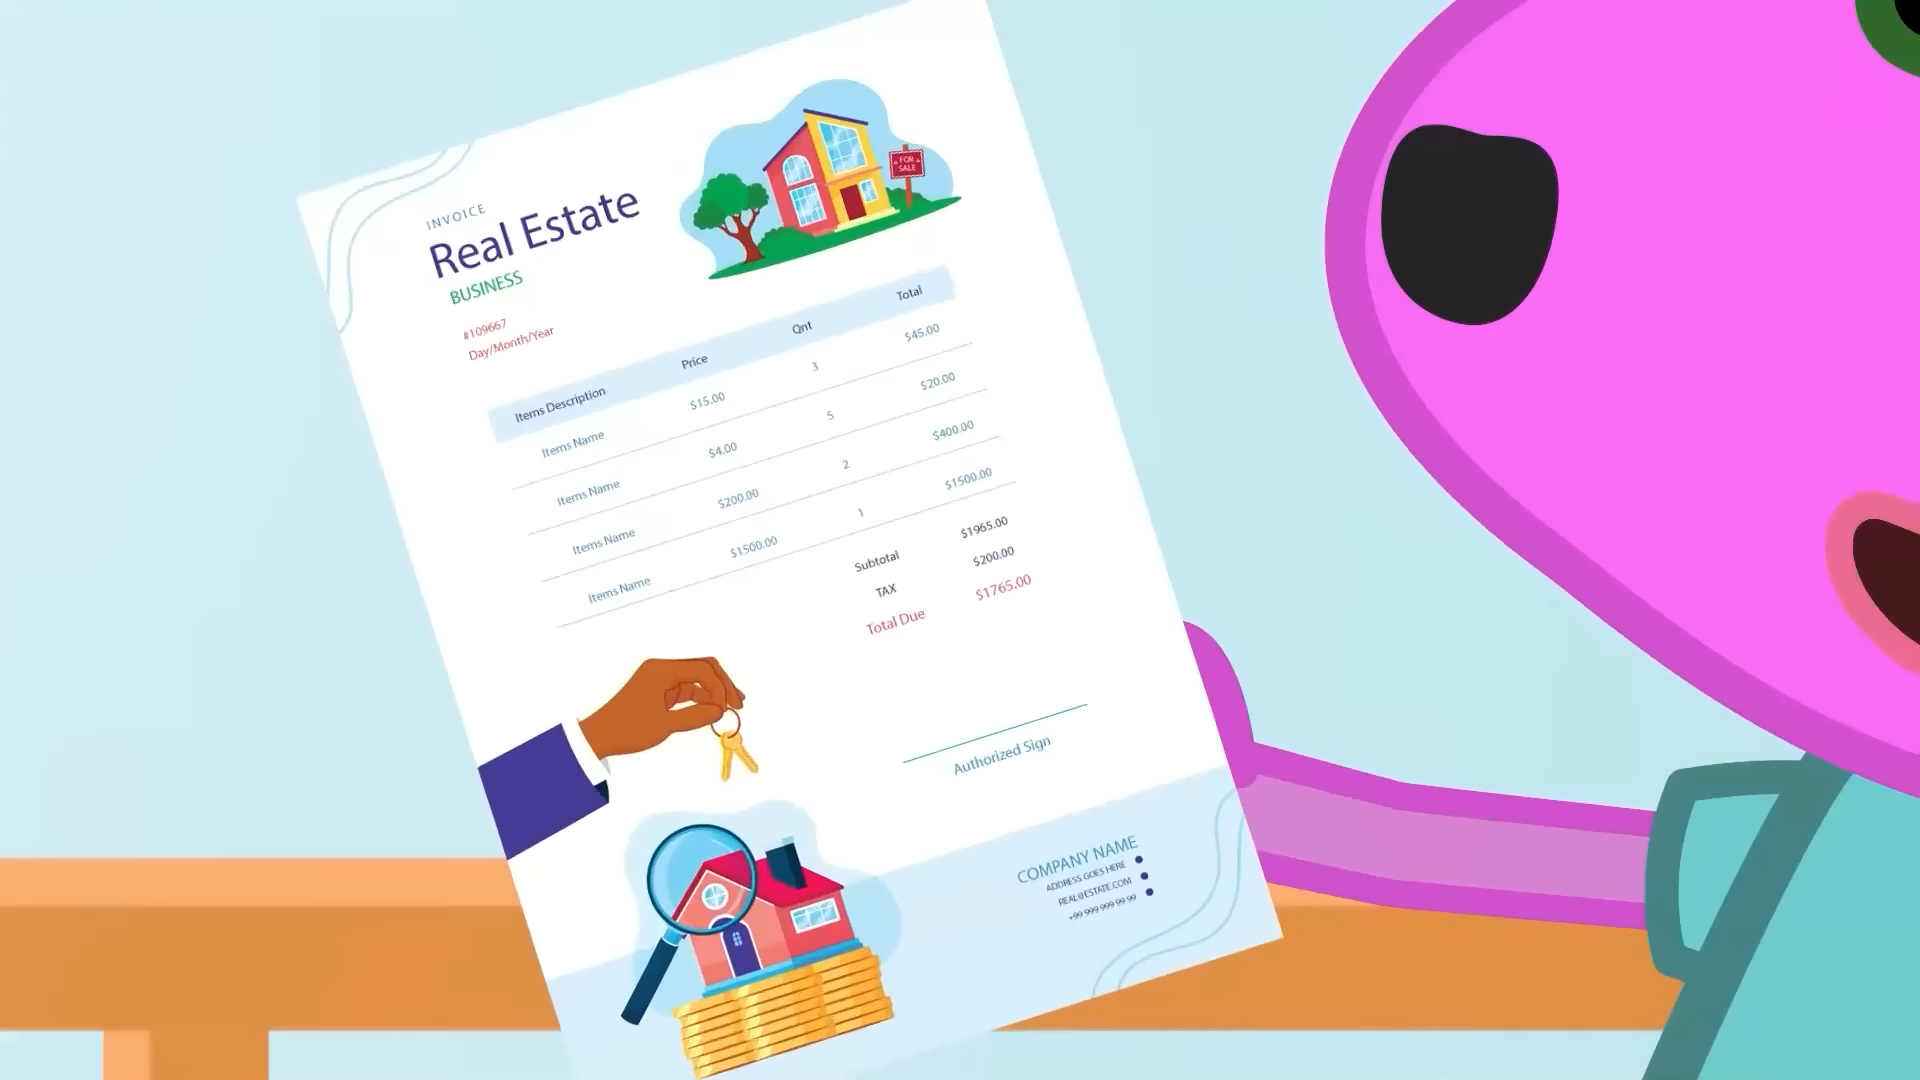 INVOICE
Real Estate
BUSINESS
#109667
Day/Month/Year
FOR
SALE
Items Description Price Qnt Total
Items Name $15.00 3 $45.00
Items Name $4.00 5 $20.00
Items Name $200.00 2 $400.00
Items Name $1500.00 1 $1500.00
Subtotal $1965.00
TAX $200.00
Total Due $1765.00
Authorized Sign
COMPANY NAME
ADDRESS GOES HERE
REAL@ESTATE.COM
+99 999 999 99 99